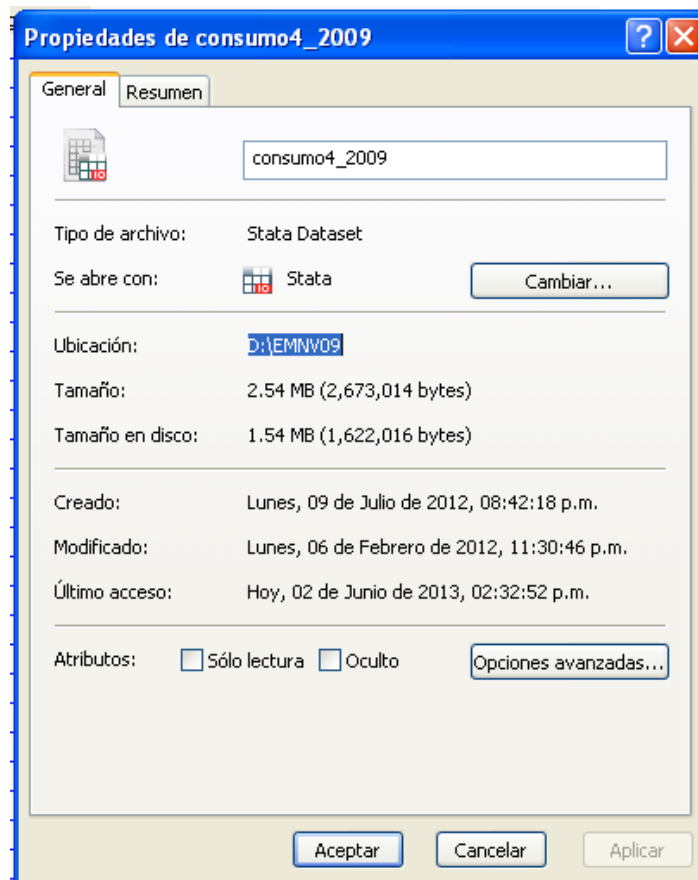 Propiedades de consumo4_2009
General Resumen
consumo4_2009
Tipo de archivo: Stata Dataset
Se abre con: Stata Cambiar...
Ubicación: D:\EMNV09
Tamaño: 2.54 MB (2,673,014 bytes)
Tamaño en disco: 1.54 MB (1,622,016 bytes)
Creado: Lunes, 09 de Julio de 2012, 08:42:18 p.m.
Modificado: Lunes, 06 de Febrero de 2012, 11:30:46 p.m.
Último acceso: Hoy, 02 de Junio de 2013, 02:32:52 p.m.
Atributos: Sólo lectura Oculto Opciones avanzadas...
Aceptar Cancelar Aplicar